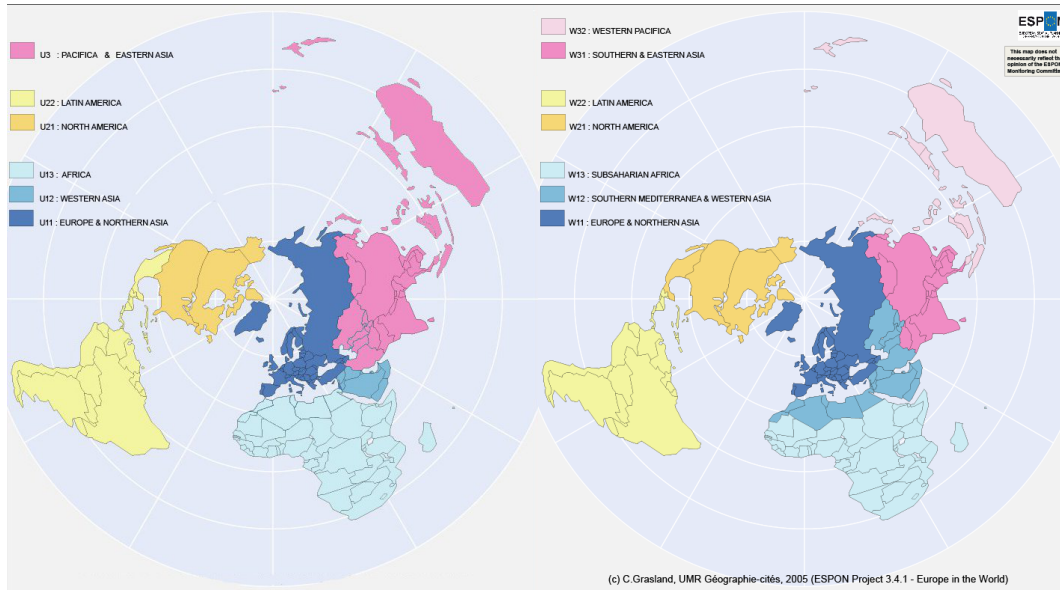 U3 : PACIFICA & EASTERN ASIA
U22 : LATIN AMERICA
U21 : NORTH AMERICA
U13 : AFRICA
U12 : WESTERN ASIA
U11 : EUROPE & NORTHERN ASIA
W32 : WESTERN PACIFICA
W31 : SOUTHERN & EASTERN ASIA
W22 : LATIN AMERICA
W21 : NORTH AMERICA
W13 : SUBSAHARIAN AFRICA
W12 : SOUTHERN MEDITERRANEA & WESTERN ASIA
W11 : EUROPE & NORTHERN ASIA
ESPON
This map does not
necessarily reflect the
opinion of the ESPON
Monitoring Committe
(c) C.Grasland, UMR Géographie-cités, 2005 (ESPON Project 3.4.1 - Europe in the World)